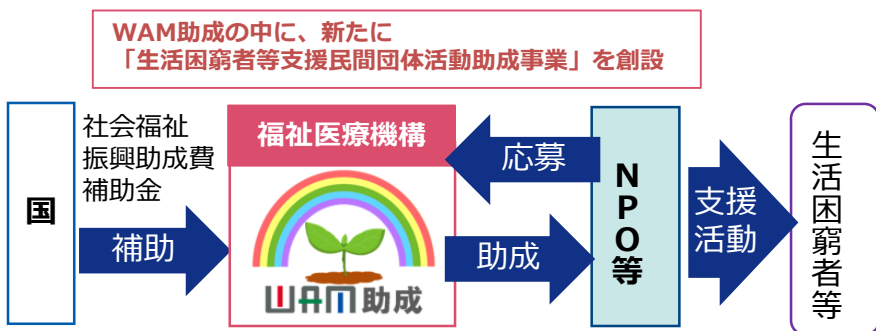 WAM助成の中に、新たに
「生活困窮者等支援民間団体活動助成事業」を創設
国
社会福祉
振興助成費
補助金
補助
福祉医療機構
WAM助成
応募
助成
NPO等
支援
活動
生活困窮者等